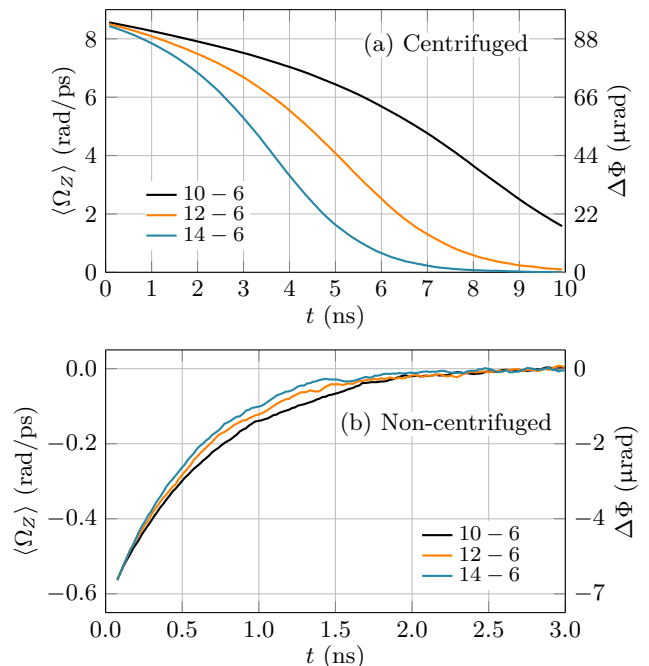 (a) Centrifuged
⟨Ω_Z⟩ (rad/ps)
8
6
4
2
0
88
66
44
22
0
ΔΦ (µrad)
10 − 6
12 − 6
14 − 6
0 1 2 3 4 5 6 7 8 9 10
t (ns)
(b) Non-centrifuged
⟨Ω_Z⟩ (rad/ps)
0.0
−0.2
−0.4
−0.6
0
−2
−4
−7
ΔΦ (µrad)
10 − 6
12 − 6
14 − 6
0.0 0.5 1.0 1.5 2.0 2.5 3.0
t (ns)